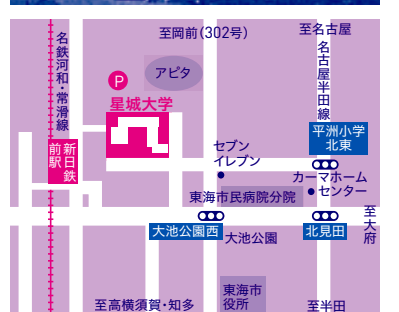 至岡前(302号)
至名古屋
名鉄河和・常滑線
名古屋半田線
アピタ
P
星城大学
平洲小学
北東
セブン
イレブン
新日鉄
前駅
カーマホーム
センター
東海市民病院分院
至大府
大池公園西
大池公園
北見田
東海市
役所
至高横須賀・知多
至半田